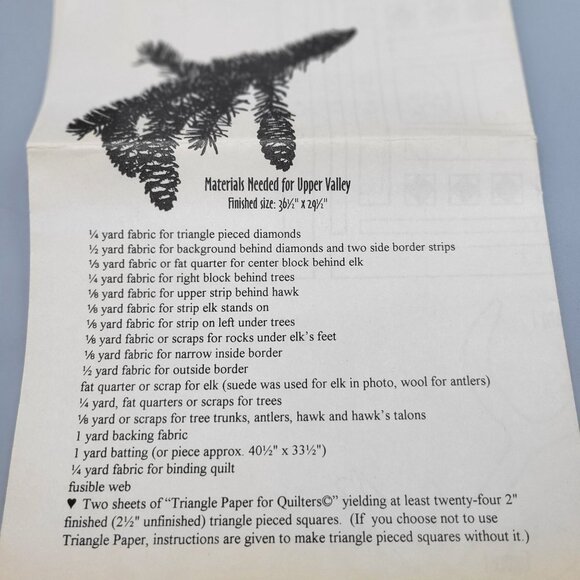 Materials Needed for Upper Valley
Finished size: 36½" x 29½"
¼ yard fabric for triangle pieced diamonds
½ yard fabric for background behind diamonds and two side border strips
⅓ yard fabric or fat quarter for center block behind elk
¼ yard fabric for right block behind trees
⅛ yard fabric for upper strip behind hawk
⅛ yard fabric for strip elk stands on
⅛ yard fabric for strip on left under trees
⅛ yard fabric or scraps for rocks under elk's feet
⅛ yard fabric for narrow inside border
½ yard fabric for outside border
fat quarter or scrap for elk (suede was used for elk in photo, wool for antlers)
¼ yard, fat quarters or scraps for trees
⅛ yard or scraps for tree trunks, antlers, hawk and hawk's talons
1 yard backing fabric
1 yard batting (or piece approx. 40½" x 33½")
¼ yard fabric for binding quilt
fusible web
♥ Two sheets of "Triangle Paper for Quilters©" yielding at least twenty-four 2"
finished (2½" unfinished) triangle pieced squares. (If you choose not to use
Triangle Paper, instructions are given to make triangle pieced squares without it.)